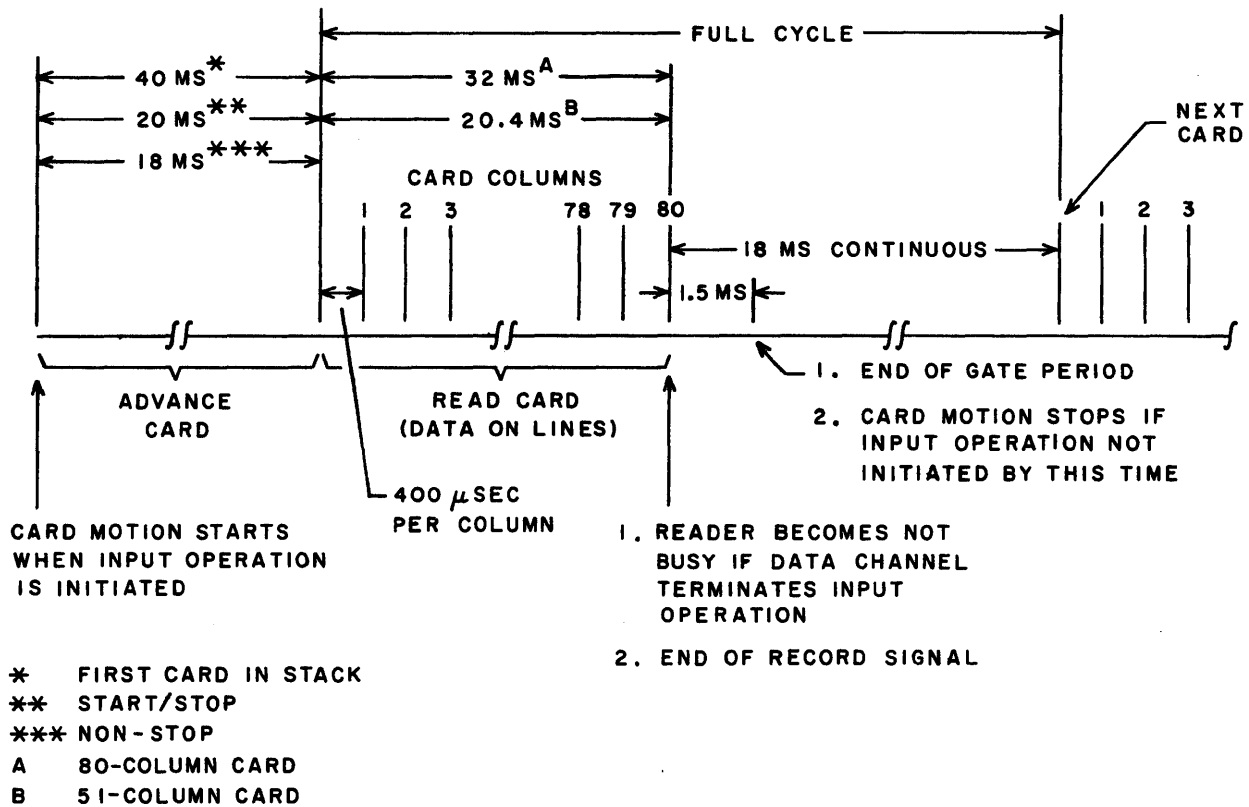 FULL CYCLE
40 MS*
32 MS^A
20 MS**
20.4 MS^B
NEXT
CARD
18 MS***
CARD COLUMNS
1 2 3 78 79 80
1 2 3
18 MS CONTINUOUS
1.5 MS
ADVANCE
CARD
READ CARD
(DATA ON LINES)
1. END OF GATE PERIOD
2. CARD MOTION STOPS IF
INPUT OPERATION NOT
INITIATED BY THIS TIME
400 μSEC
PER COLUMN
CARD MOTION STARTS
WHEN INPUT OPERATION
IS INITIATED
1. READER BECOMES NOT
BUSY IF DATA CHANNEL
TERMINATES INPUT
OPERATION
2. END OF RECORD SIGNAL
* FIRST CARD IN STACK
** START/STOP
*** NON-STOP
A 80-COLUMN CARD
B 51-COLUMN CARD